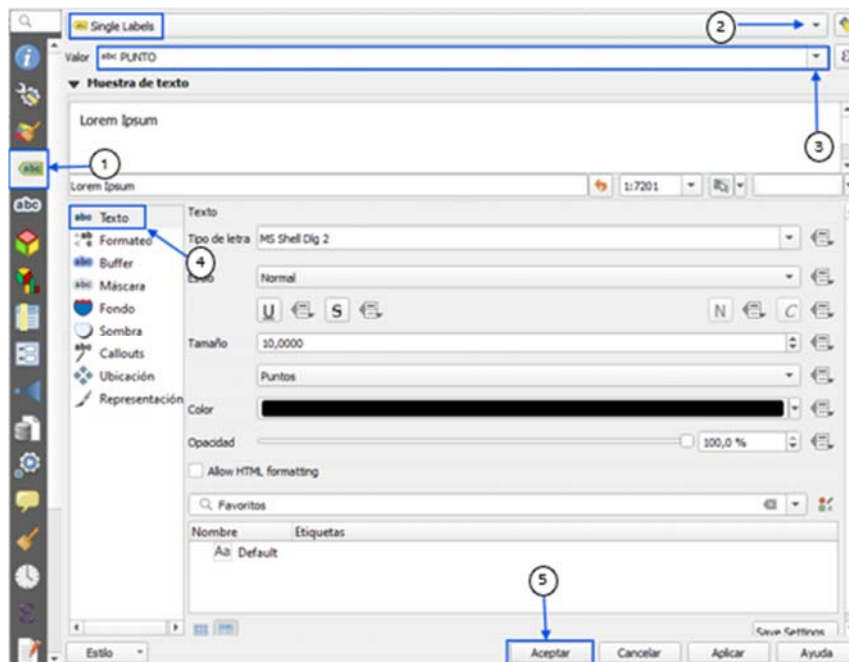 Single Labels
2
Valor abc PUNTO
ε
Muestra de texto
Lorem Ipsum
3
1
Lorem Ipsum
1:7201
abc Texto
Texto
Formateo
Tipo de letra MS Shell Dlg 2
abc Buffer
4
abc Máscara
Normal
Fondo
U S N C
Sombra
Tamaño 10,0000
Callouts
Ubicación
Puntos
Representación
Color
Opacidad 100,0 %
Allow HTML formatting
Favoritos
Nombre Etiquetas
Aa Default
5
Save Settings
Estilo Aceptar Cancelar Aplicar Ayuda